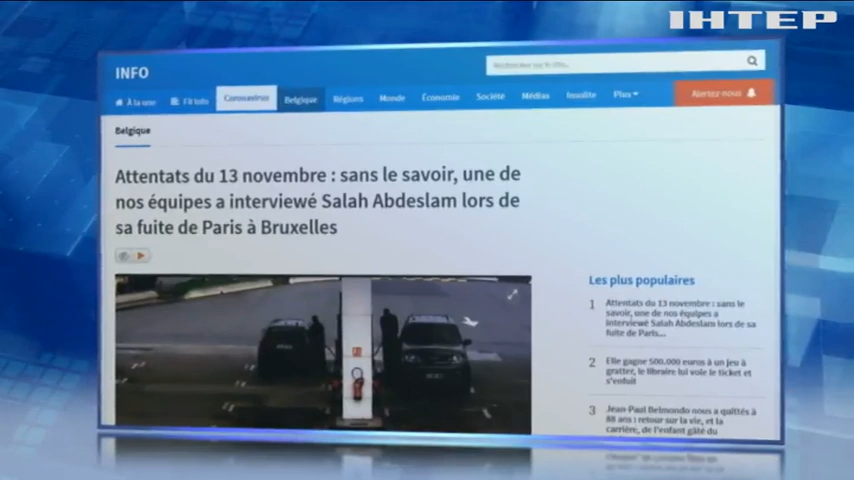 ІНТЕР
INFO
À la une
Fil info
Coronavirus
Belgique
Régions
Monde
Économie
Société
Médias
Insolite
Plus
Alertez-nous
Belgique
Attentats du 13 novembre : sans le savoir, une de
nos équipes a interviewé Salah Abdeslam lors de
sa fuite de Paris à Bruxelles
Les plus populaires
1 Attentats du 13 novembre : sans le
savoir, une de nos équipes a
interviewé Salah Abdeslam lors de sa
fuite de Paris...
2 Elle gagne 500.000 euros à un jeu à
gratter, le libraire lui vole le ticket et
s'enfuit
3 Jean-Paul Belmondo nous a quittés à
88 ans : retour sur la vie, et la
carrière, de l'enfant gâté du